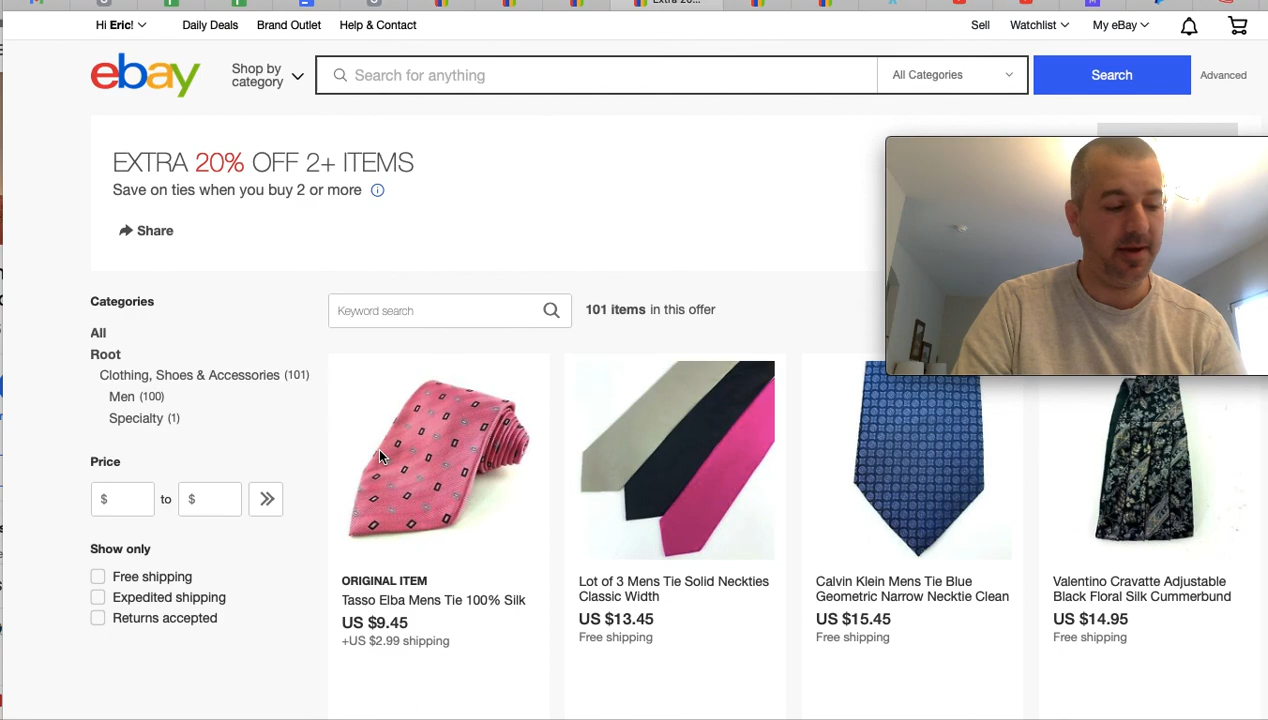 Extra 20...
Hi Eric!
Daily Deals
Brand Outlet
Help & Contact
Sell
Watchlist
My eBay
ebay
Shop by
category
Search for anything
All Categories
Search
Advanced
EXTRA 20% OFF 2+ ITEMS
Save on ties when you buy 2 or more
Share
Categories
All
Root
Clothing, Shoes & Accessories (101)
Men (100)
Specialty (1)
Price
$ to $
Show only
Free shipping
Expedited shipping
Returns accepted
Keyword search
101 items in this offer
ORIGINAL ITEM
Tasso Elba Mens Tie 100% Silk
US $9.45
+US $2.99 shipping
Lot of 3 Mens Tie Solid Neckties
Classic Width
US $13.45
Free shipping
Calvin Klein Mens Tie Blue
Geometric Narrow Necktie Clean
US $15.45
Free shipping
Valentino Cravatte Adjustable
Black Floral Silk Cummerbund
US $14.95
Free shipping